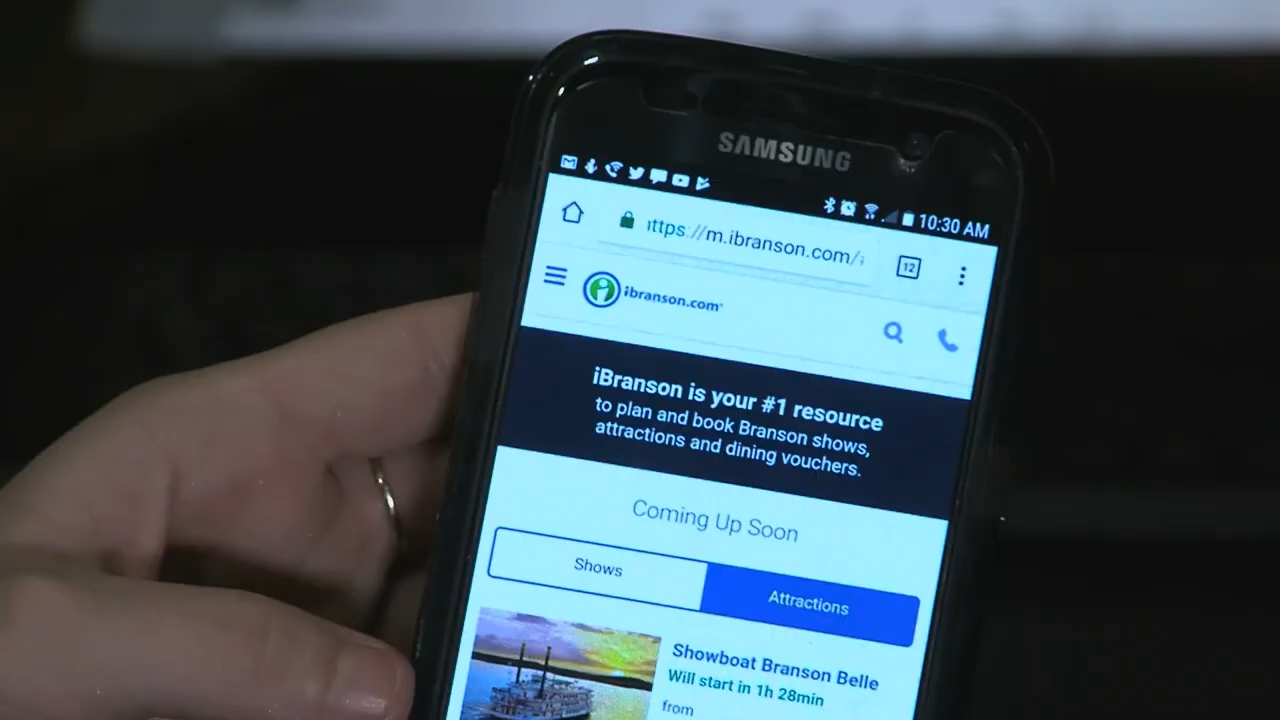 SAMSUNG
10:30 AM
ttps://m.ibranson.com/
12
ibranson.com
iBranson is your #1 resource
to plan and book Branson shows,
attractions and dining vouchers.
Coming Up Soon
Shows
Attractions
Showboat Branson Belle
Will start in 1h 28min
from